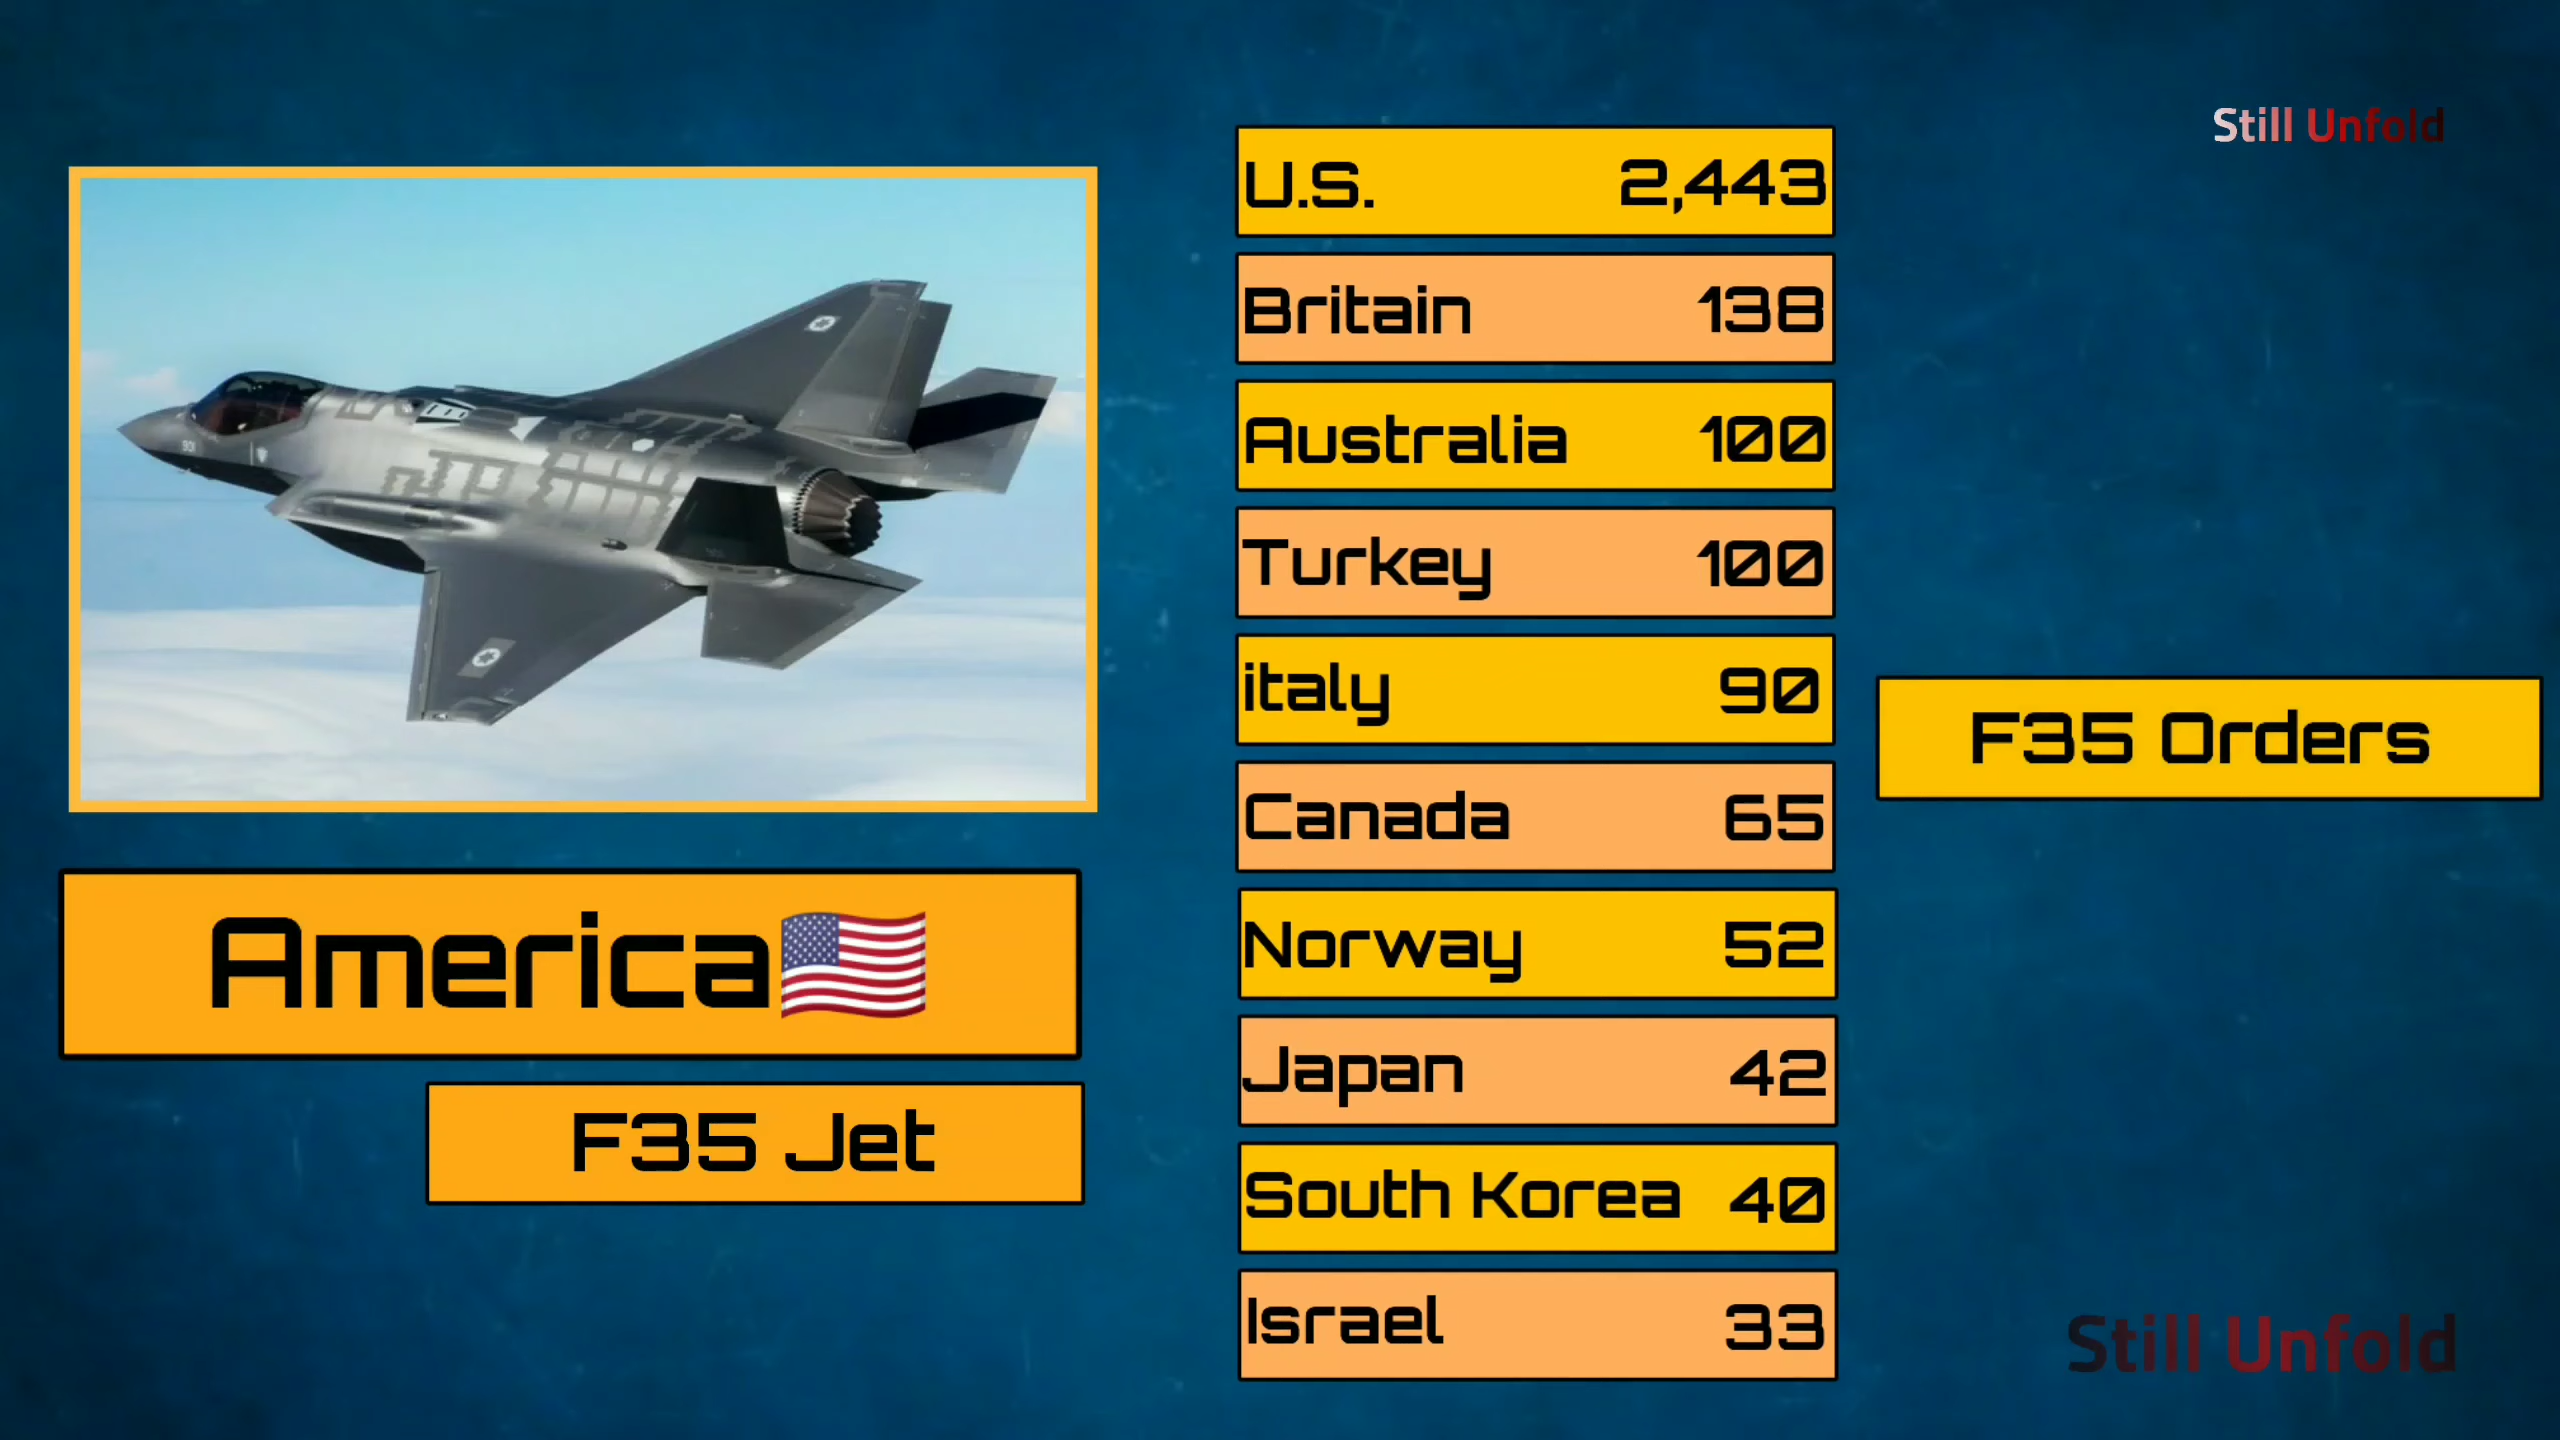 Still Unfold
U.S. 2,443
Britain 138
Australia 100
Turkey 100
italy 90
Canada 65
Norway 52
Japan 42
South Korea 40
Israel 33
F35 Orders
901
America
F35 Jet
Still Unfold